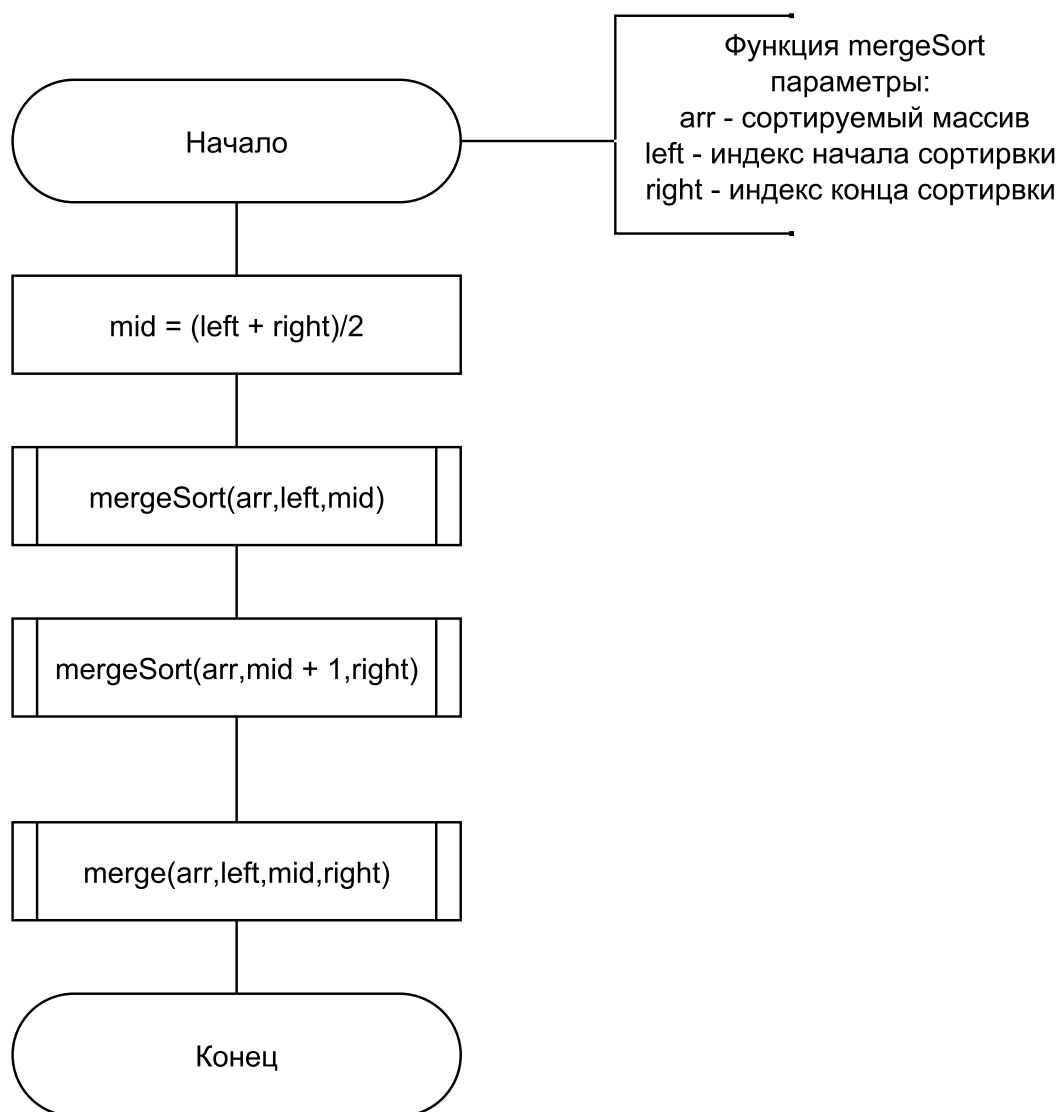 Функция mergeSort
параметры:
arr - сортируемый массив
left - индекс начала сортирвки
right - индекс конца сортирвки
Начало
mid = (left + right)/2
mergeSort(arr,left,mid)
mergeSort(arr,mid + 1,right)
merge(arr,left,mid,right)
Конец